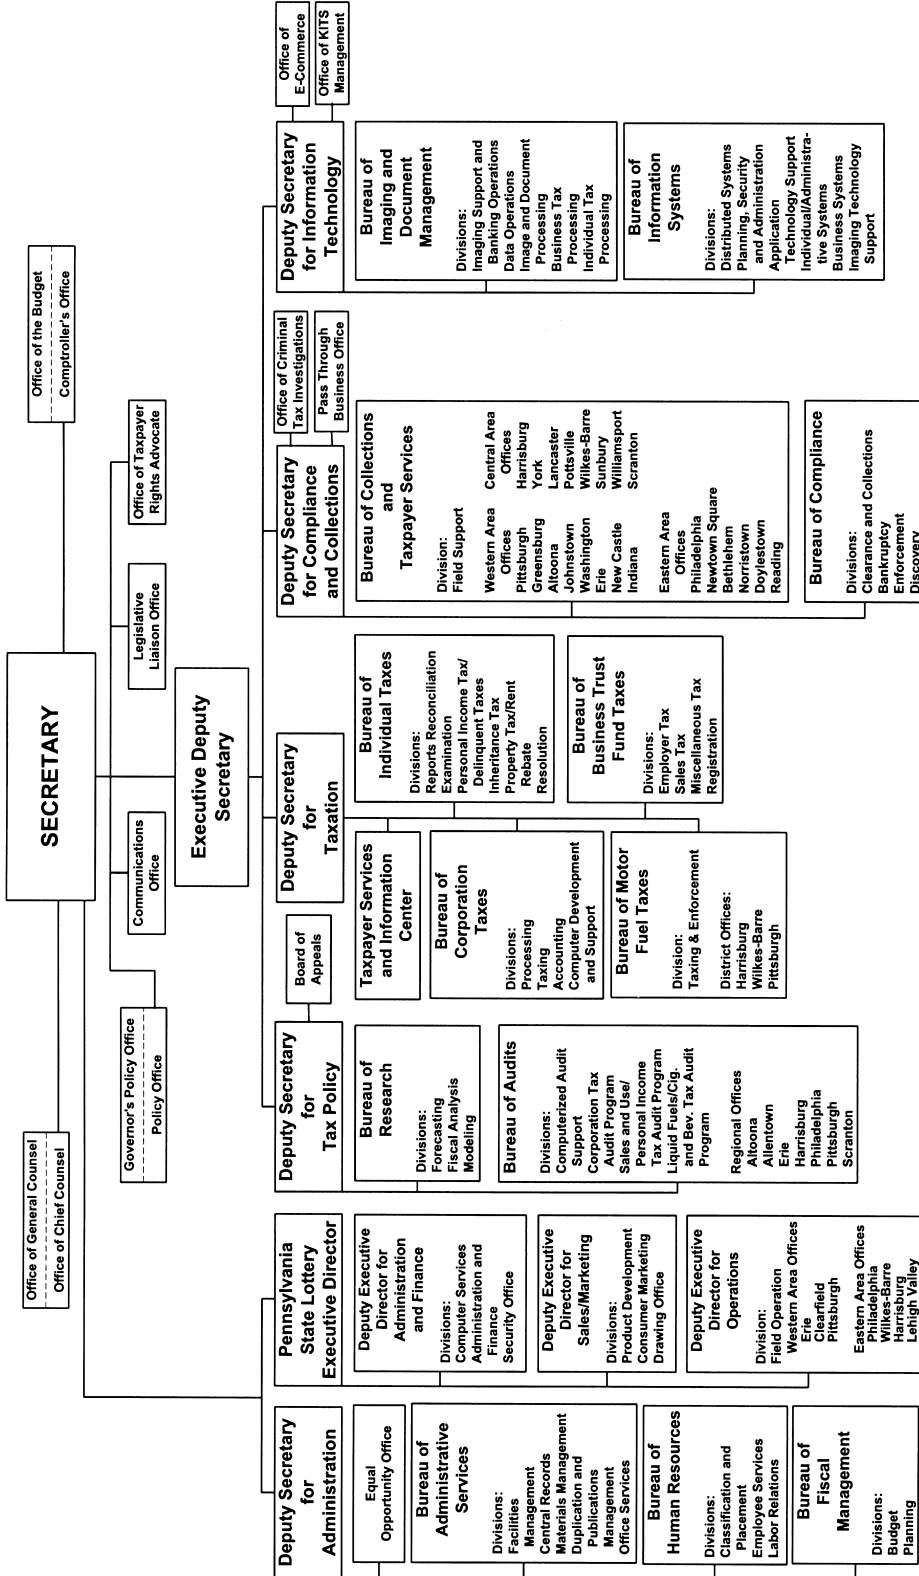 SECRETARY
Office of General Counsel
Office of Chief Counsel
Office of the Budget
Comptroller's Office
Governor's Policy Office
Policy Office
Communications
Office
Legislative
Liaison Office
Office of Taxpayer
Rights Advocate
Executive Deputy
Secretary
Deputy Secretary
for
Administration
Equal
Opportunity Office
Bureau of
Administrative
Services
Divisions:
Facilities
Management
Central Records
Materials Management
Duplication and
Publications
Management
Office Services
Bureau of
Human Resources
Divisions:
Classification and
Placement
Employee Services
Labor Relations
Bureau of
Fiscal
Management
Divisions:
Budget
Planning
Pennsylvania
State Lottery
Executive Director
Deputy Executive
Director for
Administration
and Finance
Divisions:
Computer Services
Administration and
Finance
Security Office
Deputy Executive
Director for
Sales/Marketing
Divisions:
Product Development
Consumer Marketing
Drawing Office
Deputy Executive
Director for
Operations
Division:
Field Operation
Western Area Offices
Erie
Clearfield
Pittsburgh
Eastern Area Offices
Philadelphia
Wilkes-Barre
Harrisburg
Lehigh Valley
Deputy Secretary
for
Tax Policy
Board of
Appeals
Bureau of
Research
Divisions:
Forecasting
Fiscal Analysis
Modeling
Bureau of Audits
Divisions:
Computerized Audit
Support
Corporation Tax
Audit Program
Sales and Use/
Personal Income
Tax Audit Program
Liquid Fuels/Cig.
and Bev. Tax Audit
Program
Regional Offices
Altoona
Allentown
Erie
Harrisburg
Philadelphia
Pittsburgh
Scranton
Deputy Secretary
for
Taxation
Taxpayer Services
and Information
Center
Bureau of
Corporation
Taxes
Divisions:
Processing
Taxing
Accounting
Computer Development
and Support
Bureau of Motor
Fuel Taxes
Division:
Taxing & Enforcement
District Offices:
Harrisburg
Wilkes-Barre
Pittsburgh
Bureau of
Individual Taxes
Divisions:
Reports Reconciliation
Examination
Personal Income Tax/
Delinquent Taxes
Inheritance Tax
Property Tax/Rent
Rebate
Resolution
Bureau of
Business Trust
Fund Taxes
Divisions:
Employer Tax
Sales Tax
Miscellaneous Tax
Registration
Deputy Secretary
for Compliance
and Collections
Office of Criminal
Tax Investigations
Pass Through
Business Office
Bureau of Collections
and
Taxpayer Services
Division:
Field Support
Western Area
Offices
Pittsburgh
Greensburg
Altoona
Johnstown
Washington
Erie
New Castle
Indiana
Eastern Area
Offices
Philadelphia
Newtown Square
Bethlehem
Norristown
Doylestown
Reading
Central Area
Offices
Harrisburg
York
Lancaster
Pottsville
Wilkes-Barre
Sunbury
Williamsport
Scranton
Bureau of Compliance
Divisions:
Clearance and Collections
Bankruptcy
Enforcement
Discovery
Deputy Secretary
for Information
Technology
Office of
E-Commerce
Office of KITS
Management
Bureau of
Imaging and
Document
Management
Divisions:
Imaging Support and
Banking Operations
Data Operations
Image and Document
Processing
Business Tax
Processing
Individual Tax
Processing
Bureau of
Information
Systems
Divisions:
Distributed Systems
Planning, Security
and Administration
Application
Technology Support
Individual/Administra-
tive Systems
Business Systems
Imaging Technology
Support